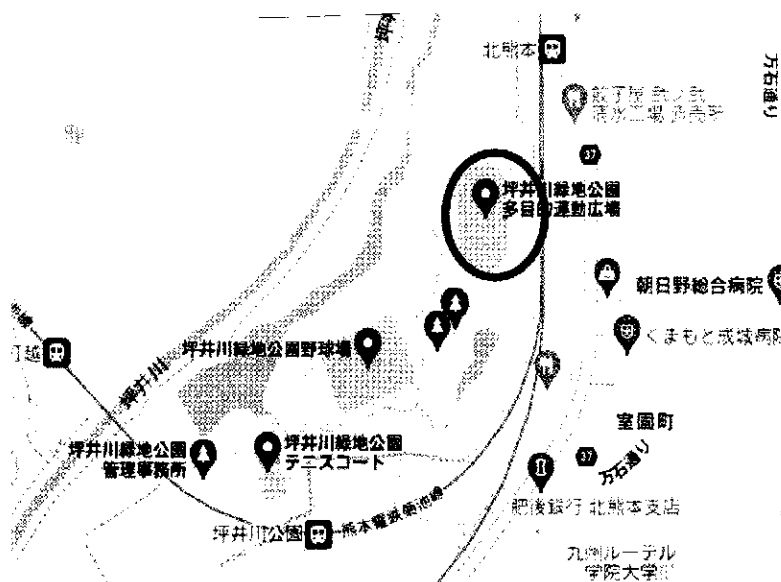 北熊本
万石通り
37
坪井川緑地公園
多目的運動広場
朝日野総合病院
くまもと成城病院
坪井川緑地公園野球場
坪井川
室園町
坪井川緑地公園
管理事務所
坪井川緑地公園
テニスコート
37
万石通り
肥後銀行 北熊本支店
坪井川公園
熊本電鉄菊池線
九州ルーテル
学院大学